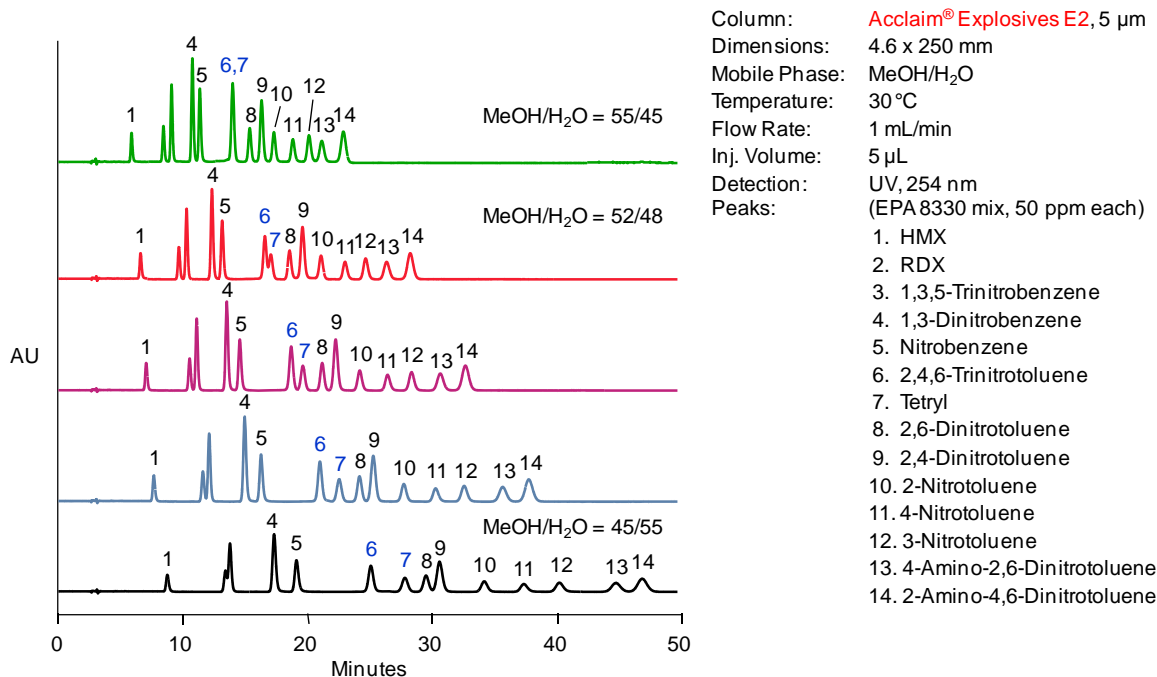 4
5
6,7
9
10
12
1
8
11
13
14
MeOH/H₂O = 55/45
4
5
6
7
9
1
8
10
11
12
13
14
MeOH/H₂O = 52/48
4
5
6
7
9
1
8
10
11
12
13
14
AU
4
5
6
7
9
1
8
10
11
12
13
14
MeOH/H₂O = 45/55
4
5
6
7
9
1
8
10
11
12
13
14
0 10 20 30 40 50
Minutes
Column: Acclaim® Explosives E2, 5 µm
Dimensions: 4.6 x 250 mm
Mobile Phase: MeOH/H₂O
Temperature: 30 °C
Flow Rate: 1 mL/min
Inj. Volume: 5 µL
Detection: UV, 254 nm
Peaks: (EPA 8330 mix, 50 ppm each)
1. HMX
2. RDX
3. 1,3,5-Trinitrobenzene
4. 1,3-Dinitrobenzene
5. Nitrobenzene
6. 2,4,6-Trinitrotoluene
7. Tetryl
8. 2,6-Dinitrotoluene
9. 2,4-Dinitrotoluene
10. 2-Nitrotoluene
11. 4-Nitrotoluene
12. 3-Nitrotoluene
13. 4-Amino-2,6-Dinitrotoluene
14. 2-Amino-4,6-Dinitrotoluene